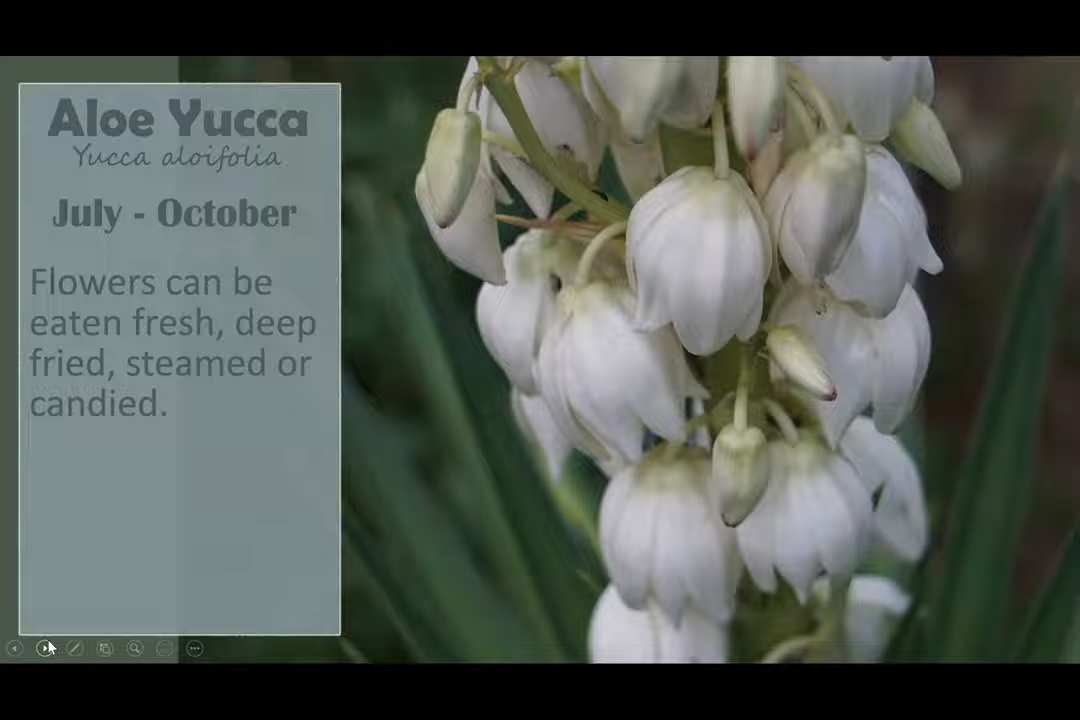 Aloe Yucca
Yucca aloifolia
July - October
Flowers can be
eaten fresh, deep
fried, steamed or
candied.